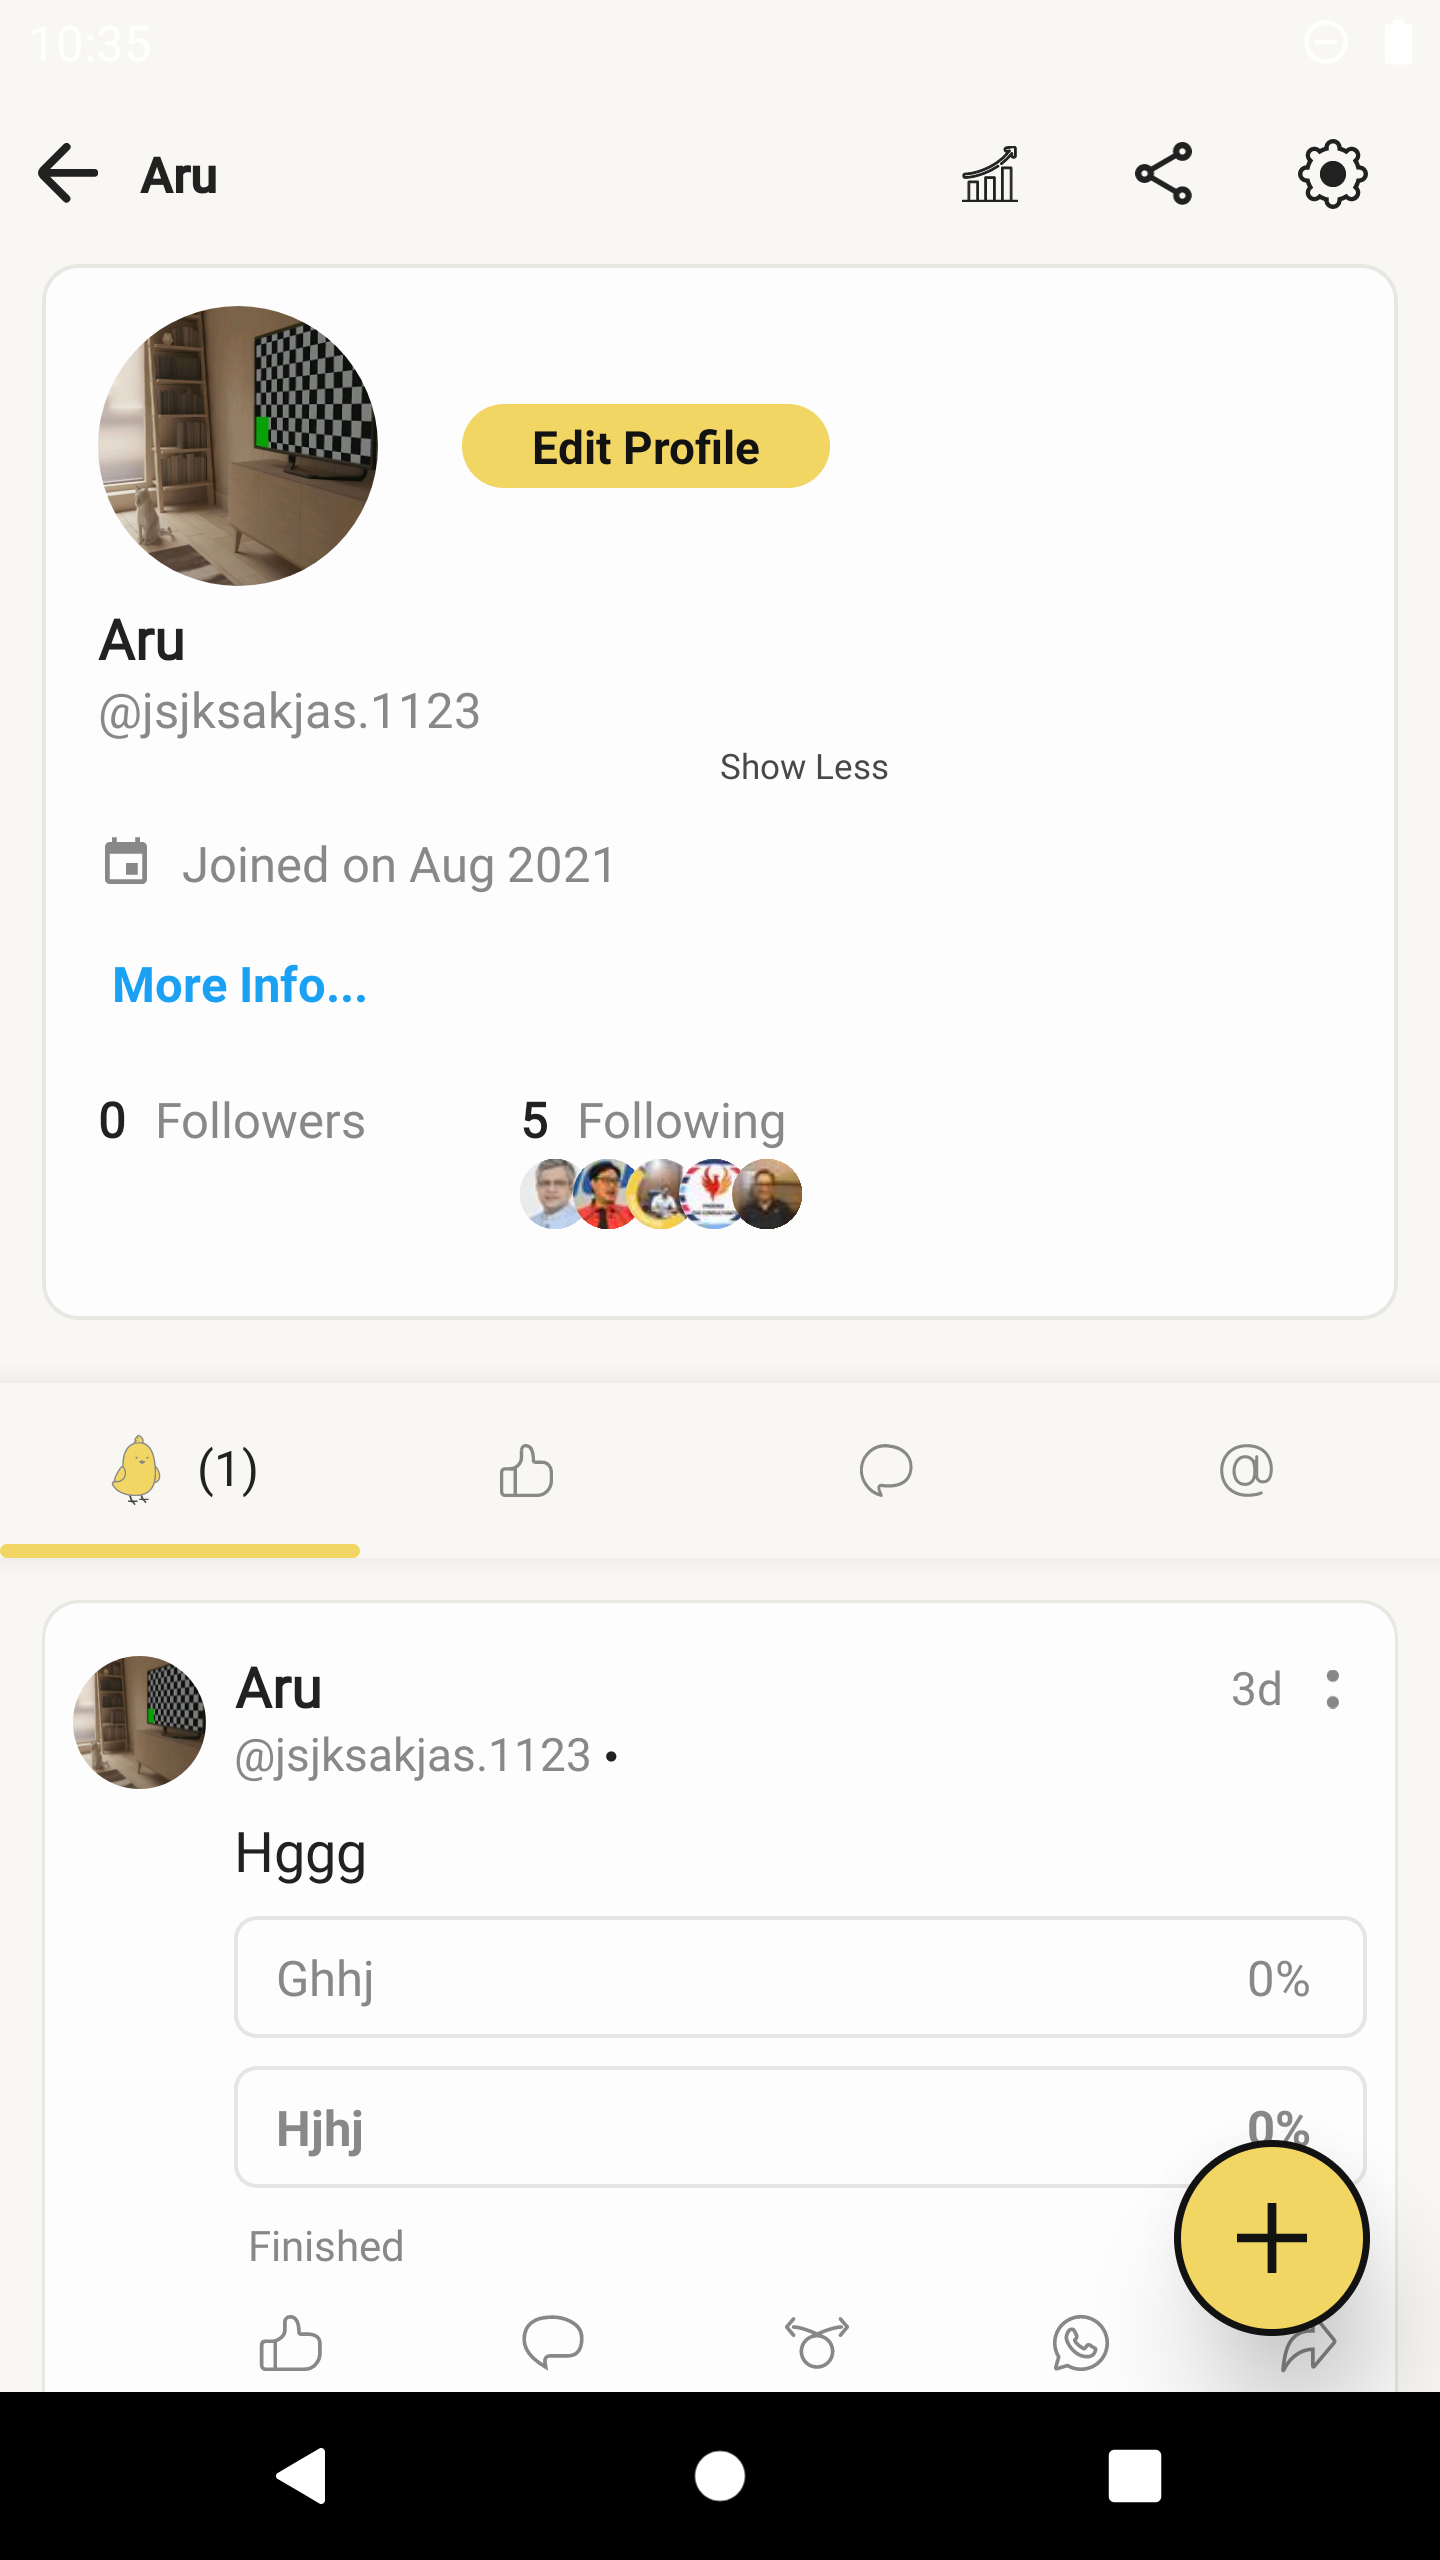 10:35
Aru
Edit Profile
Aru
@jsjksakjas.1123
Show Less
Joined on Aug 2021
More Info...
0 Followers 5 Following
(1)
Aru 3d
@jsjksakjas.1123 •
Hggg
Ghhj 0%
Hjhj 0%
Finished